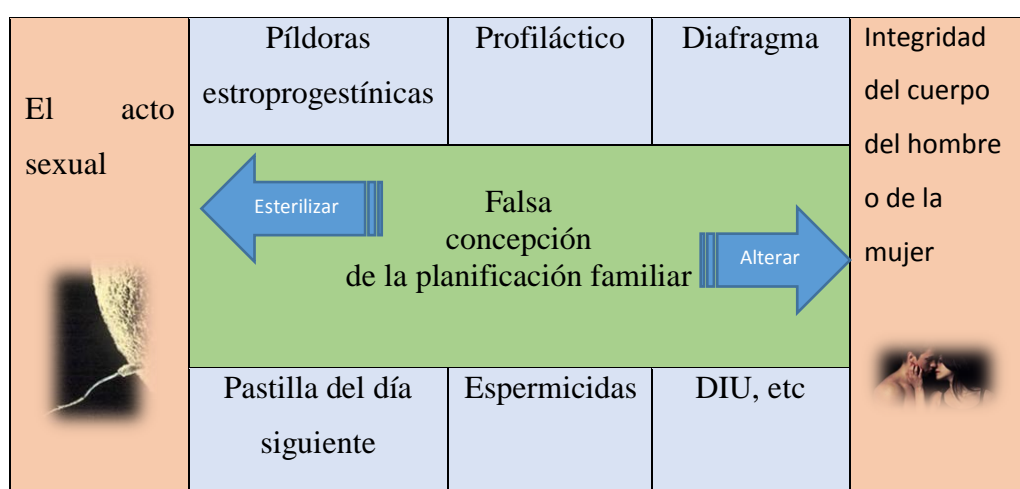 El acto
sexual
Píldoras
estroprogestínicas
Profiláctico
Diafragma
Integridad
del cuerpo
del hombre
o de la
mujer
Esterilizar
Falsa
concepción
de la planificación familiar
Alterar
Pastilla del día
siguiente
Espermicidas
DIU, etc